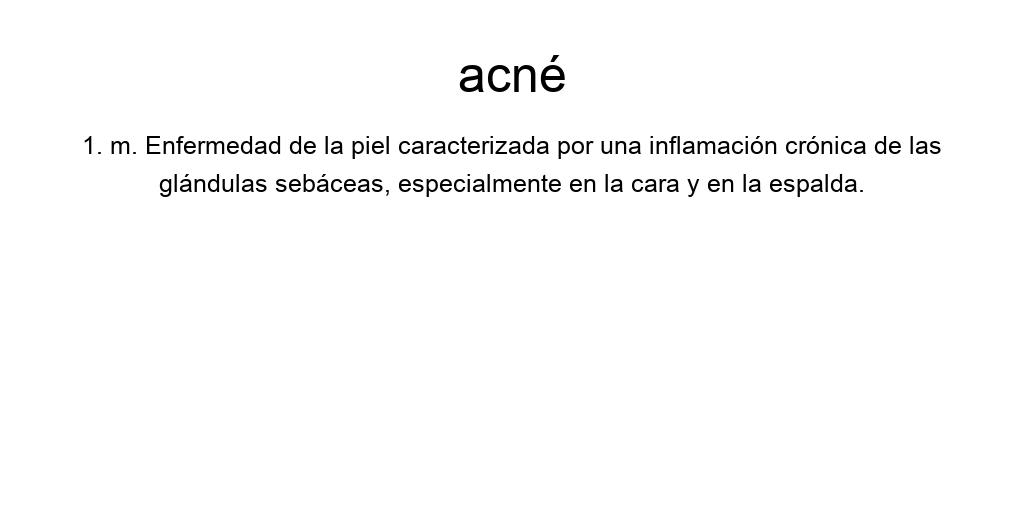 acné
1. m. Enfermedad de la piel caracterizada por una inflamación crónica de las
glándulas sebáceas, especialmente en la cara y en la espalda.